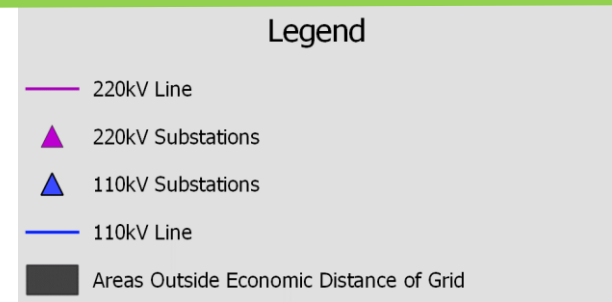 Legend
220kV Line
220kV Substations
110kV Substations
110kV Line
Areas Outside Economic Distance of Grid